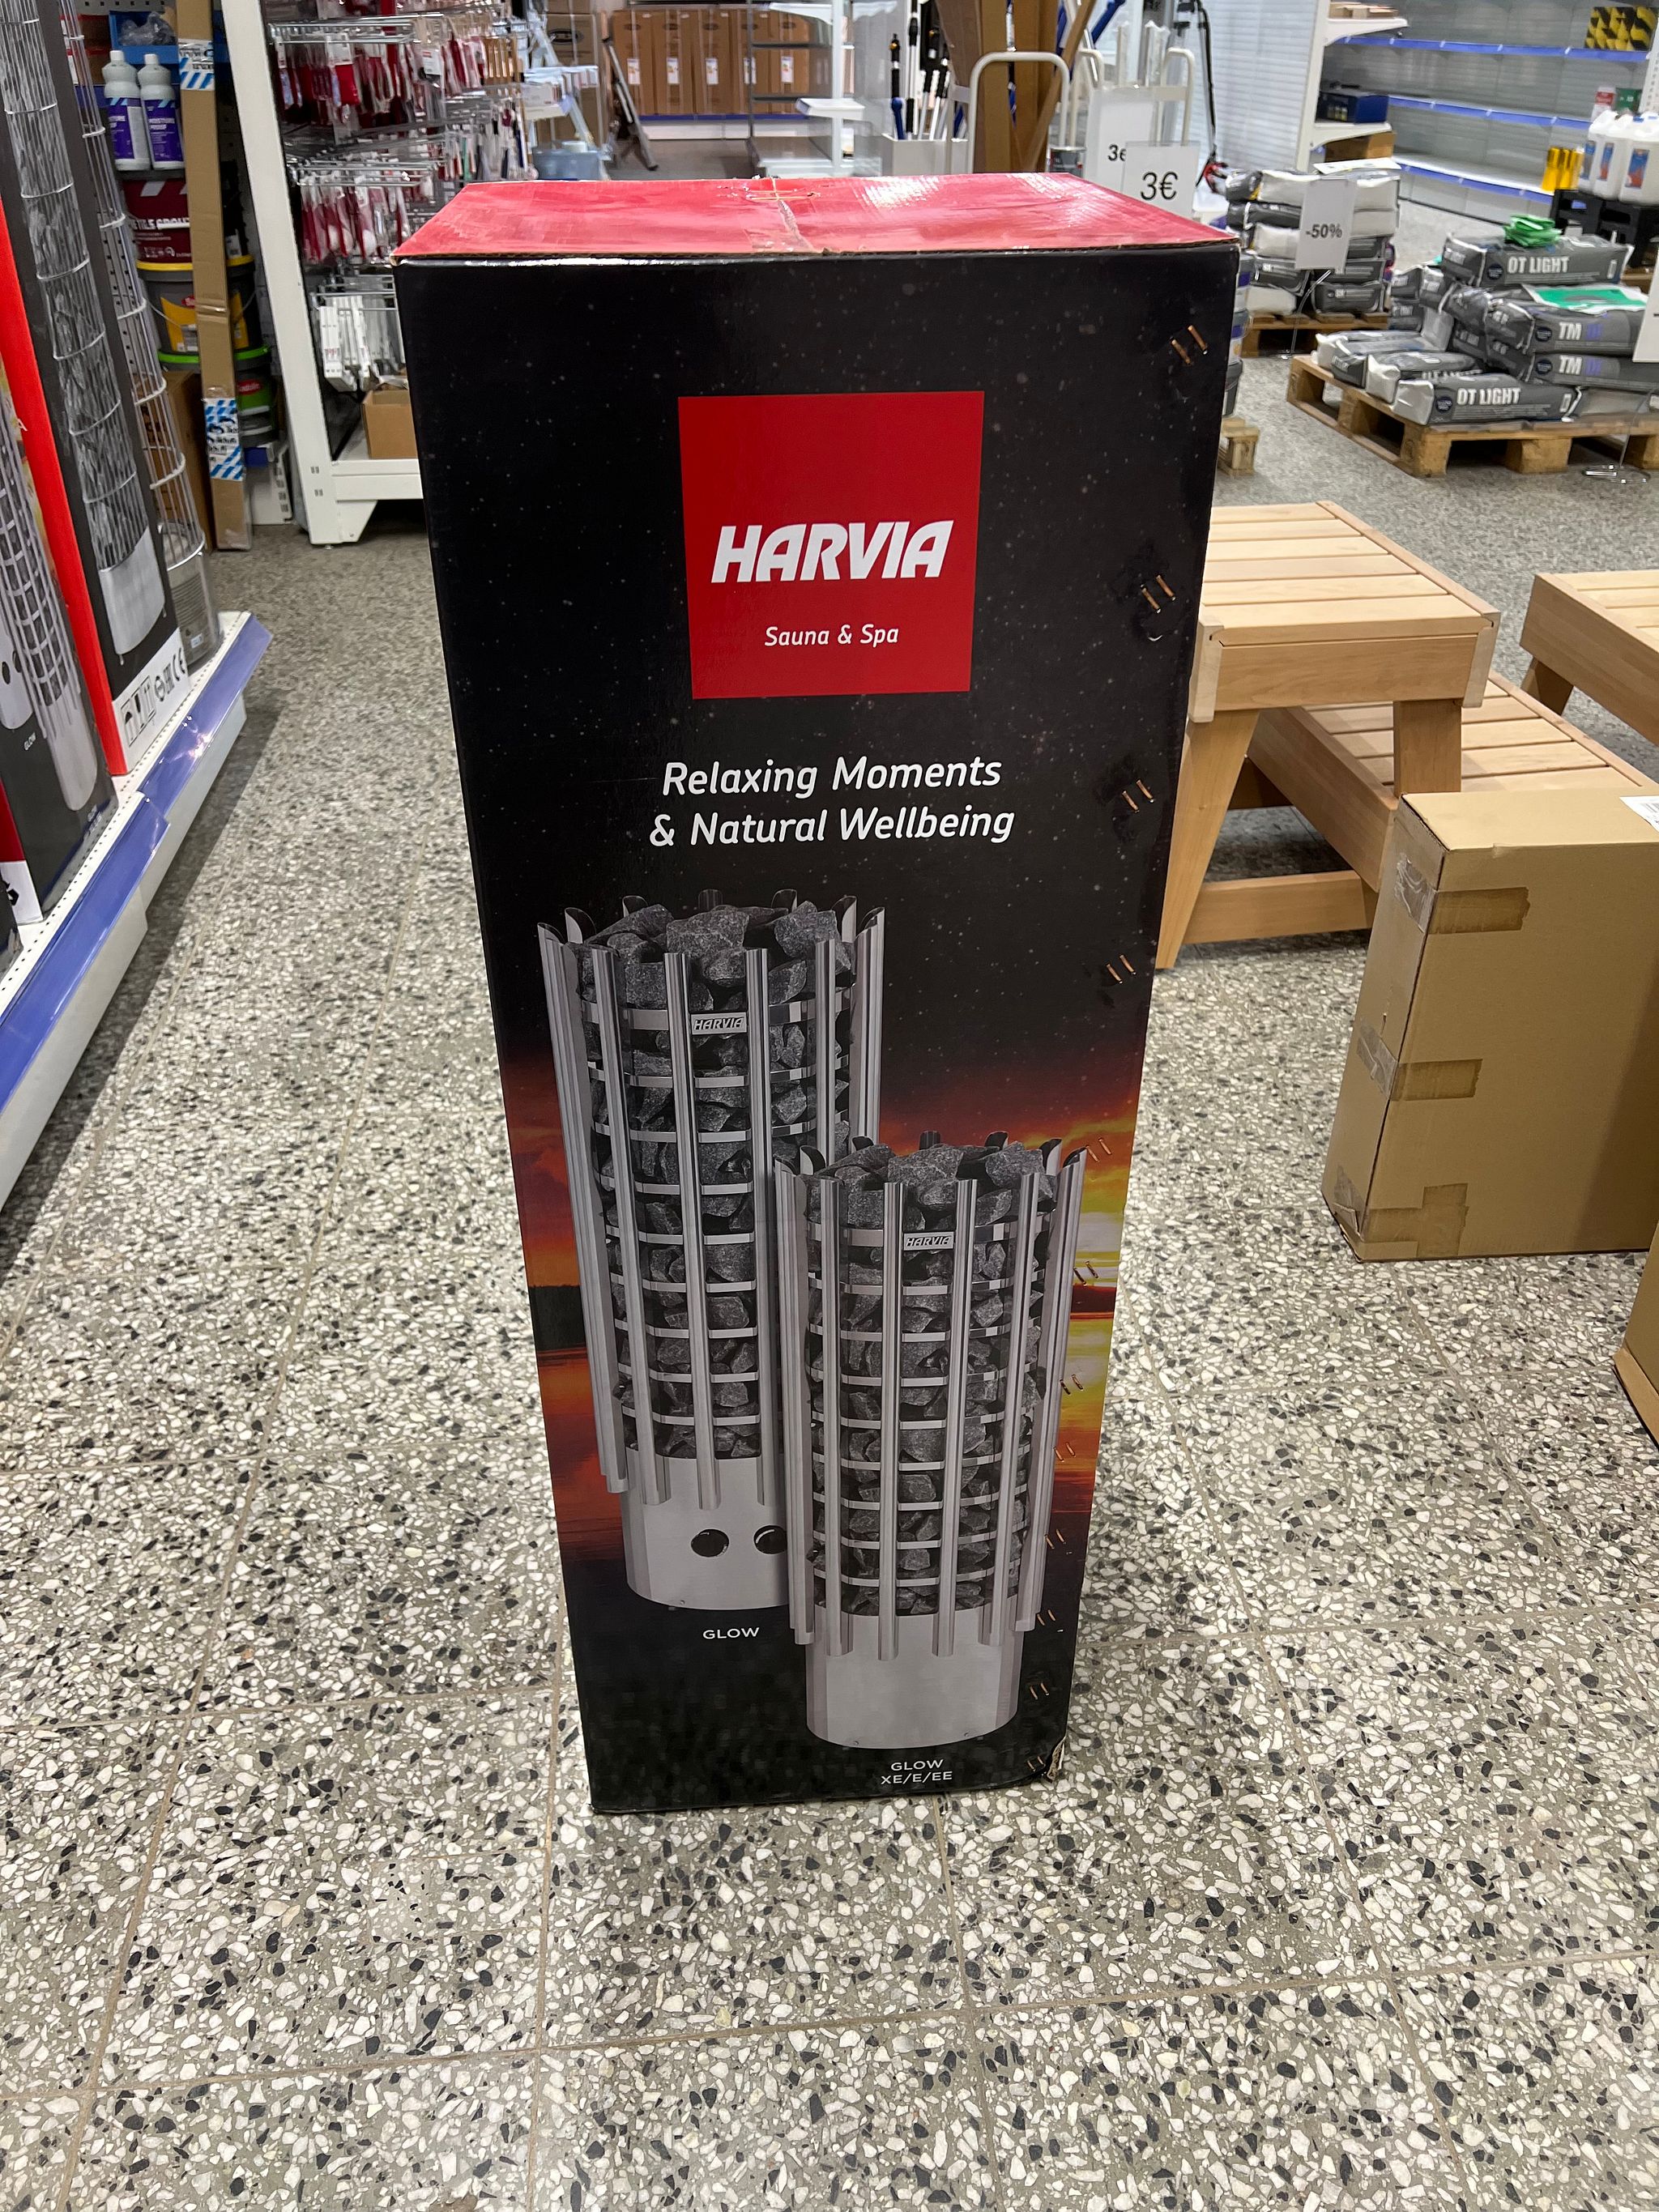 3€
-50%
OT LIGHT
TM
TM
OT LIGHT
HARVIA
Sauna & Spa
Relaxing Moments
& Natural Wellbeing
HARVIA
HARVIA
GLOW
GLOW
XE/E/EE
GLOW